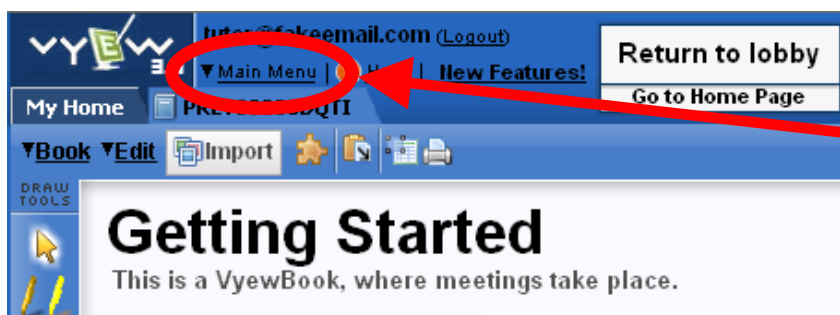 VYEW
tutor@fakeemail.com (Logout)
▼Main Menu | | New Features!
Return to lobby
Go to Home Page
My Home
▼Book ▼Edit Import
DRAW
TOOLS
Getting Started
This is a VyewBook, where meetings take place.